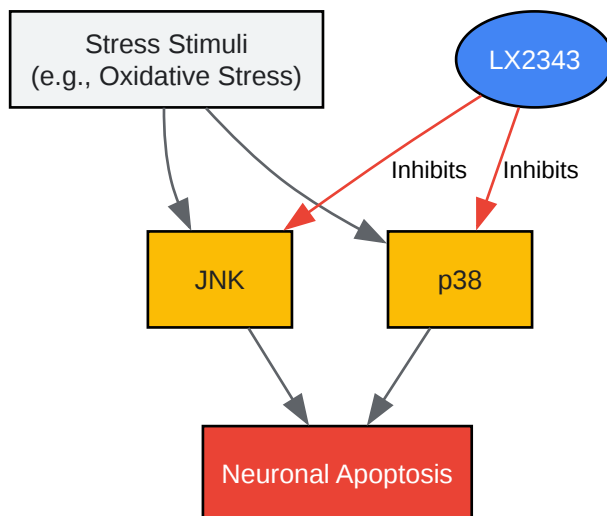 Stress Stimuli
(e.g., Oxidative Stress)
LX2343
Inhibits
Inhibits
JNK
p38
Neuronal Apoptosis